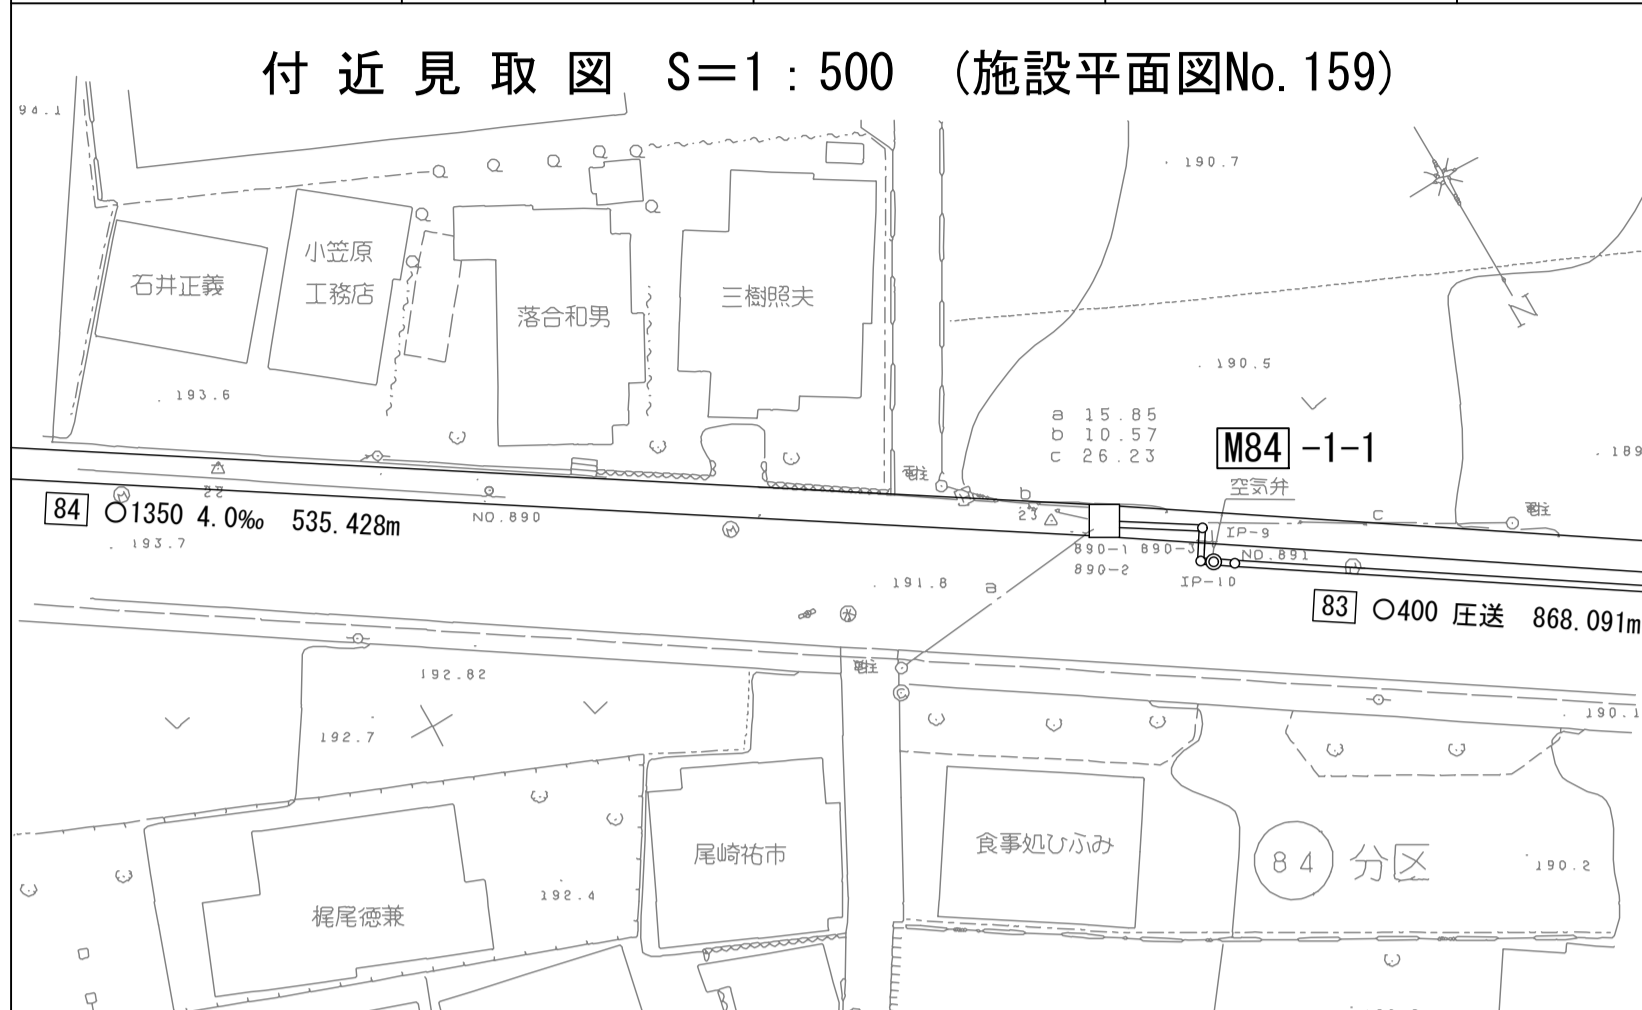 付近見取図 S=1:500 (施設平面図No.159)
94.1
190.7
小笠原
工務店
石井正義
三樹照夫
落合和男
N
190.5
193.6
a 15.85
b 10.57
c 26.23
M84 -1-1
189
空気弁
電柱
電柱
b
c
22
23
84 ○1350 4.0‰ 535.428m
NO.890
IP-9
193.7
890-1 890-3
NO.891
890-2
IP-10
191.8
a
83 ○400 圧送 868.091m
電柱
192.82
190.1
192.7
尾崎祐市
食事処ひふみ
84 分区
190.2
192.4
梶尾徳兼